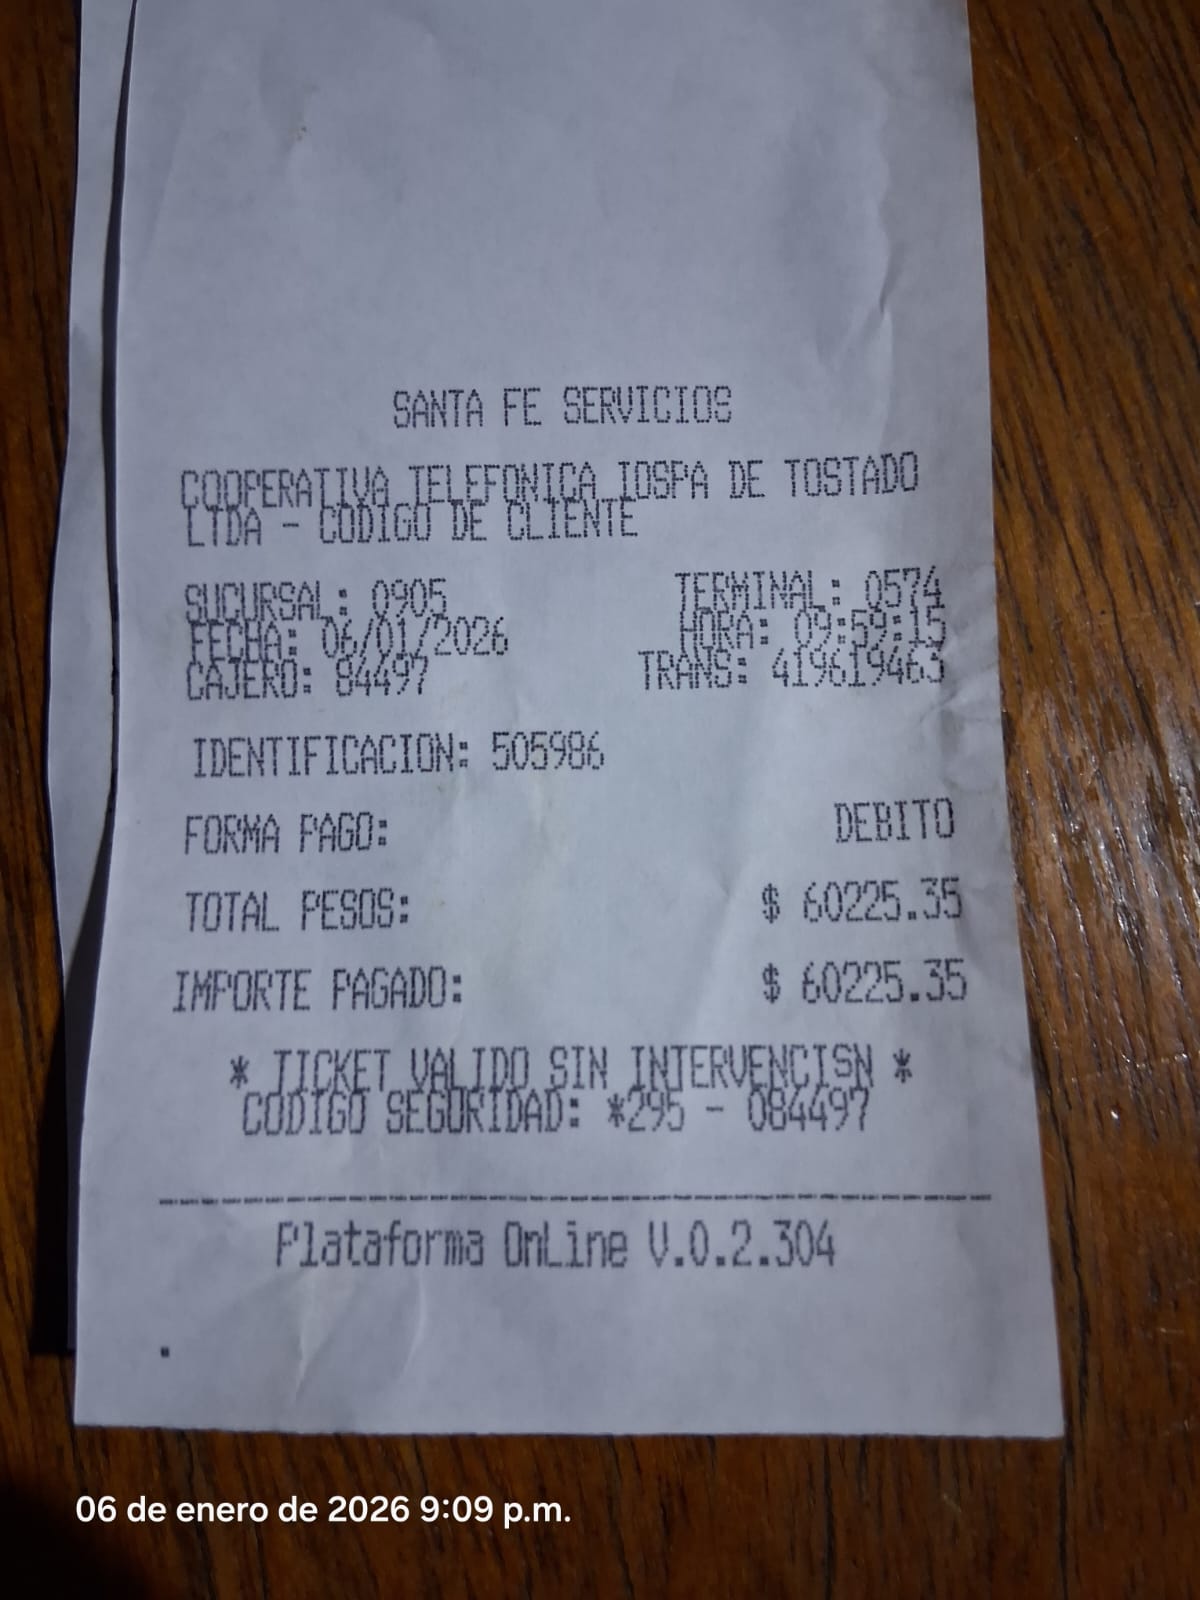 SANTA FE SERVICIOS
COOPERATIVA TELEFONICA IOSPA DE TOSTADO
LTDA - CODIGO DE CLIENTE
SUCURSAL: 0905 TERMINAL: 0574
FECHA: 06/01/2026 HORA: 09:59:15
CAJERO: 84497 TRANS: 419619463
IDENTIFICACION: 505986
FORMA PAGO: DEBITO
TOTAL PESOS: $ 60225.35
IMPORTE PAGADO: $ 60225.35
* TICKET VALIDO SIN INTERVENCISN *
CODIGO SEGURIDAD: *295 - 084497
Plataforma OnLine V.0.2.304
06 de enero de 2026 9:09 p.m.